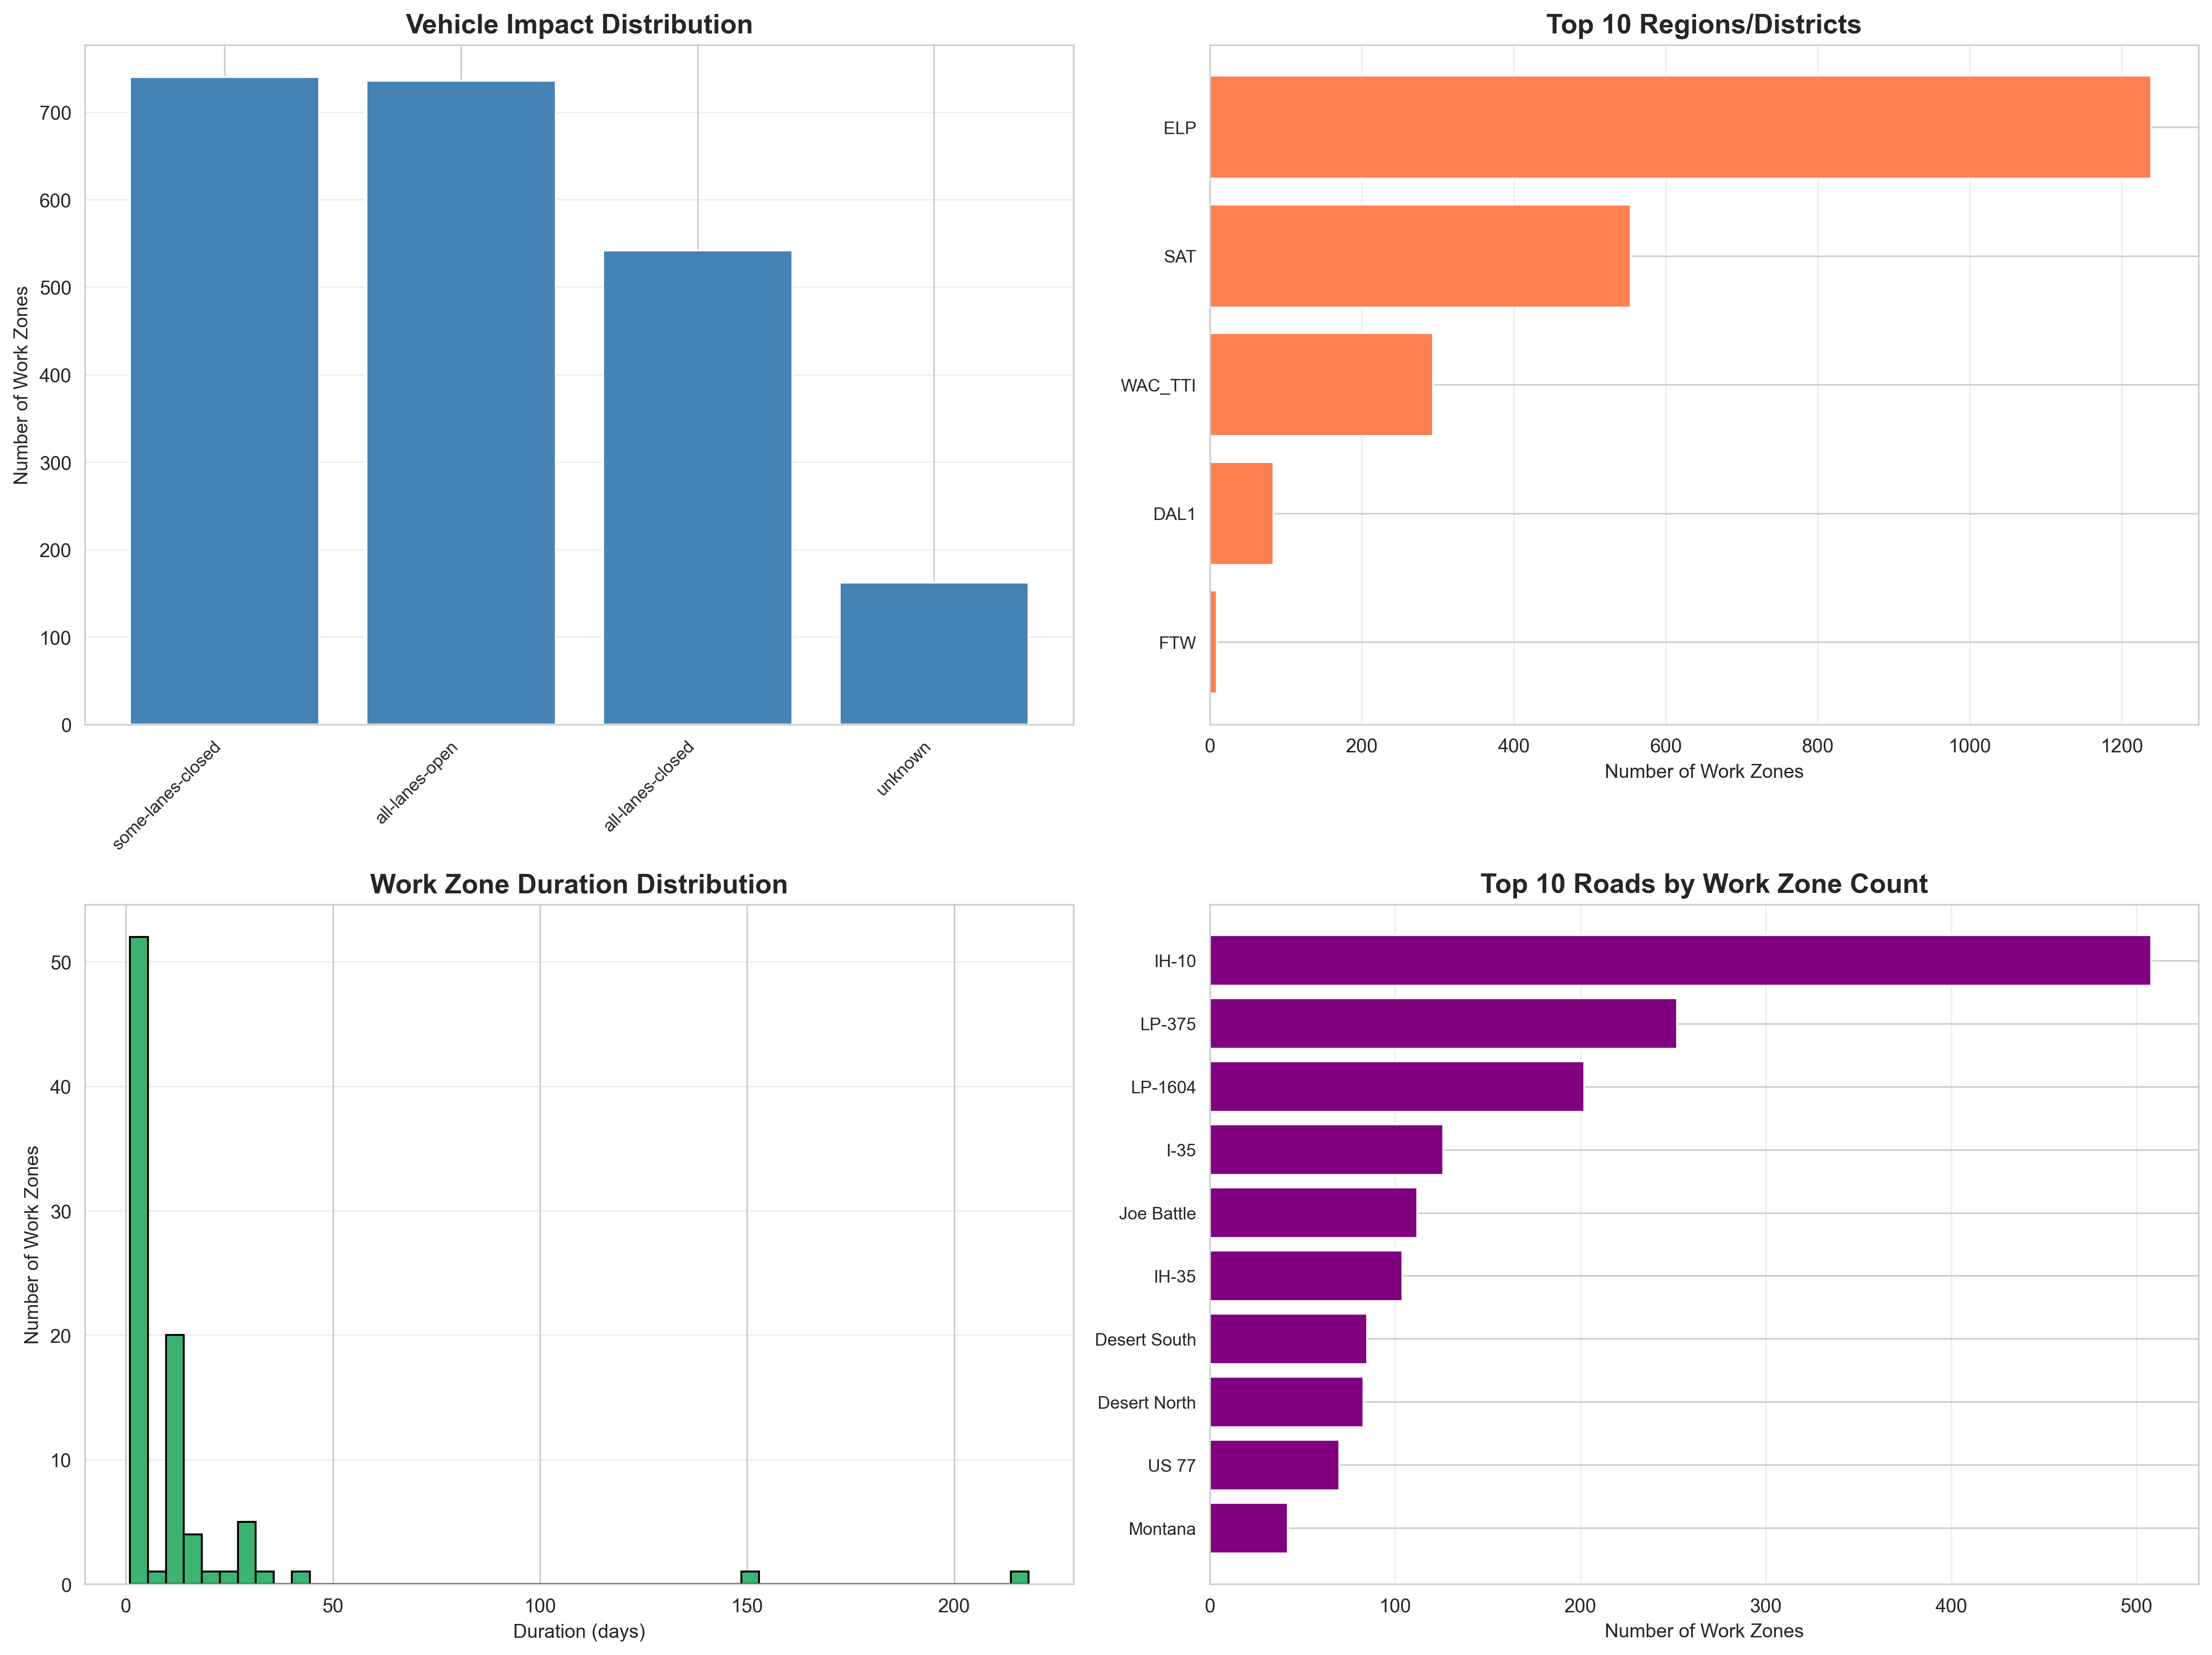 Vehicle Impact Distribution
Number of Work Zones
700
600
500
400
300
200
100
0
some-lanes-closed
all-lanes-open
all-lanes-closed
unknown
Top 10 Regions/Districts
ELP
SAT
WAC_TTI
DAL1
FTW
0 200 400 600 800 1000 1200
Number of Work Zones
Work Zone Duration Distribution
Number of Work Zones
50
40
30
20
10
0
0 50 100 150 200
Duration (days)
Top 10 Roads by Work Zone Count
IH-10
LP-375
LP-1604
I-35
Joe Battle
IH-35
Desert South
Desert North
US 77
Montana
0 100 200 300 400 500
Number of Work Zones